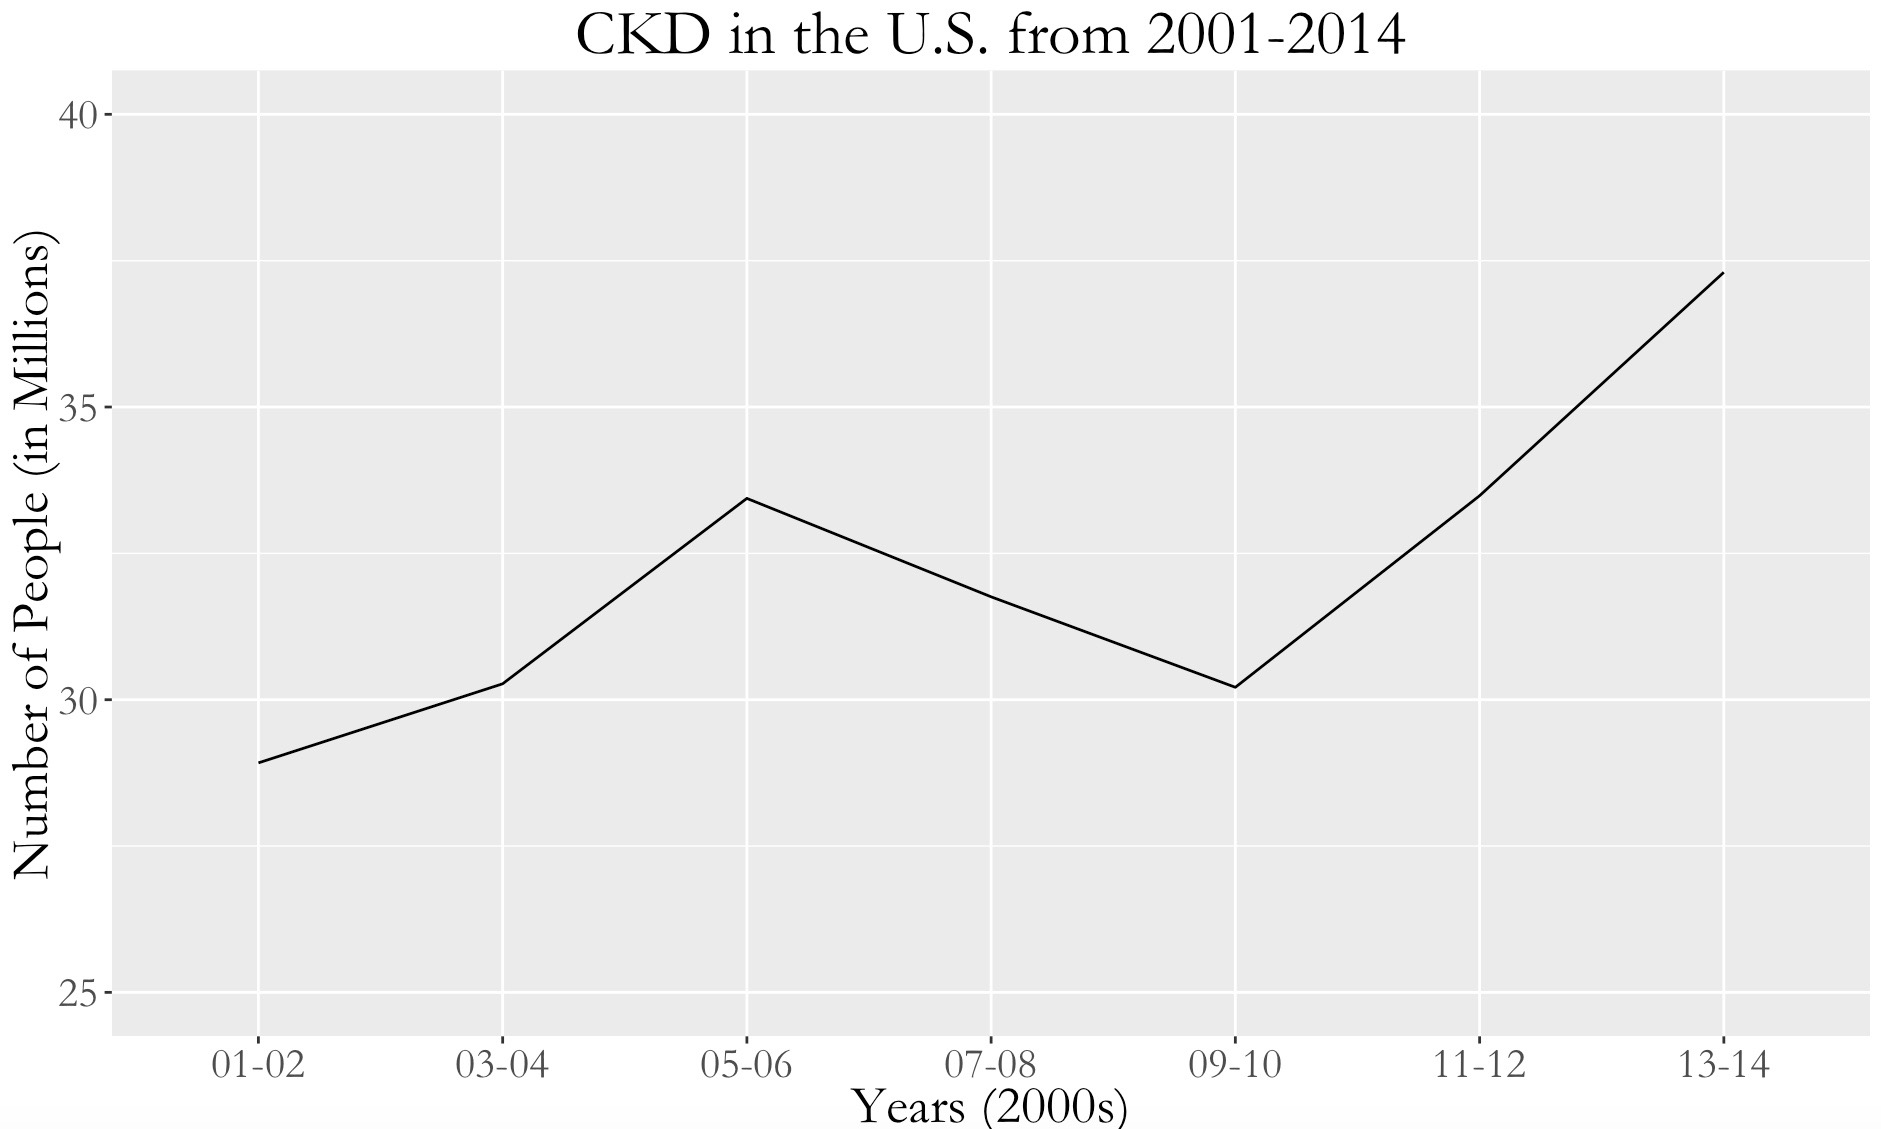 CKD in the U.S. from 2001-2014
Number of People (in Millions)
40
35
30
25
01-02 03-04 05-06 07-08 09-10 11-12 13-14
Years (2000s)